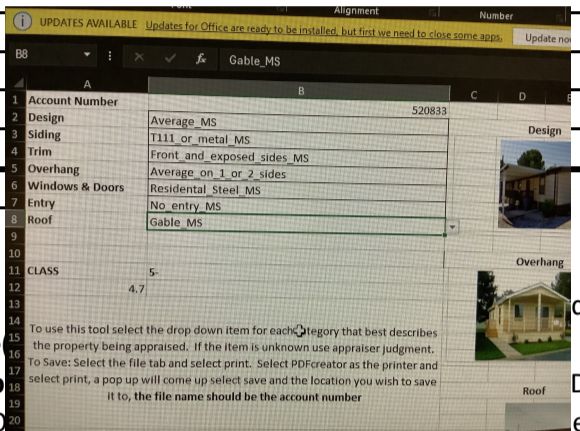 Alignment
Number
UPDATES AVAILABLE Updates for Office are ready to be installed, but first we need to close some apps. Update now
B8 fx Gable_MS
A B C D E
1 Account Number 520833
2 Design Average_MS Design
3 Siding T111_or_metal_MS
4 Trim Front_and_exposed_sides_MS
5 Overhang Average_on_1_or_2_sides
6 Windows & Doors Residental_Steel_MS
7 Entry No_entry_MS
8 Roof Gable_MS
9
10 Overhang
11 CLASS 5-
12 4.7
13
14
15
16
17
18
19
20
To use this tool select the drop down item for each category that best describes
the property being appraised. If the item is unknown use appraiser judgment.
To Save: Select the file tab and select print. Select PDFcreator as the printer and
select print, a pop up will come up select save and the location you wish to save
it to, the file name should be the account number
Roof